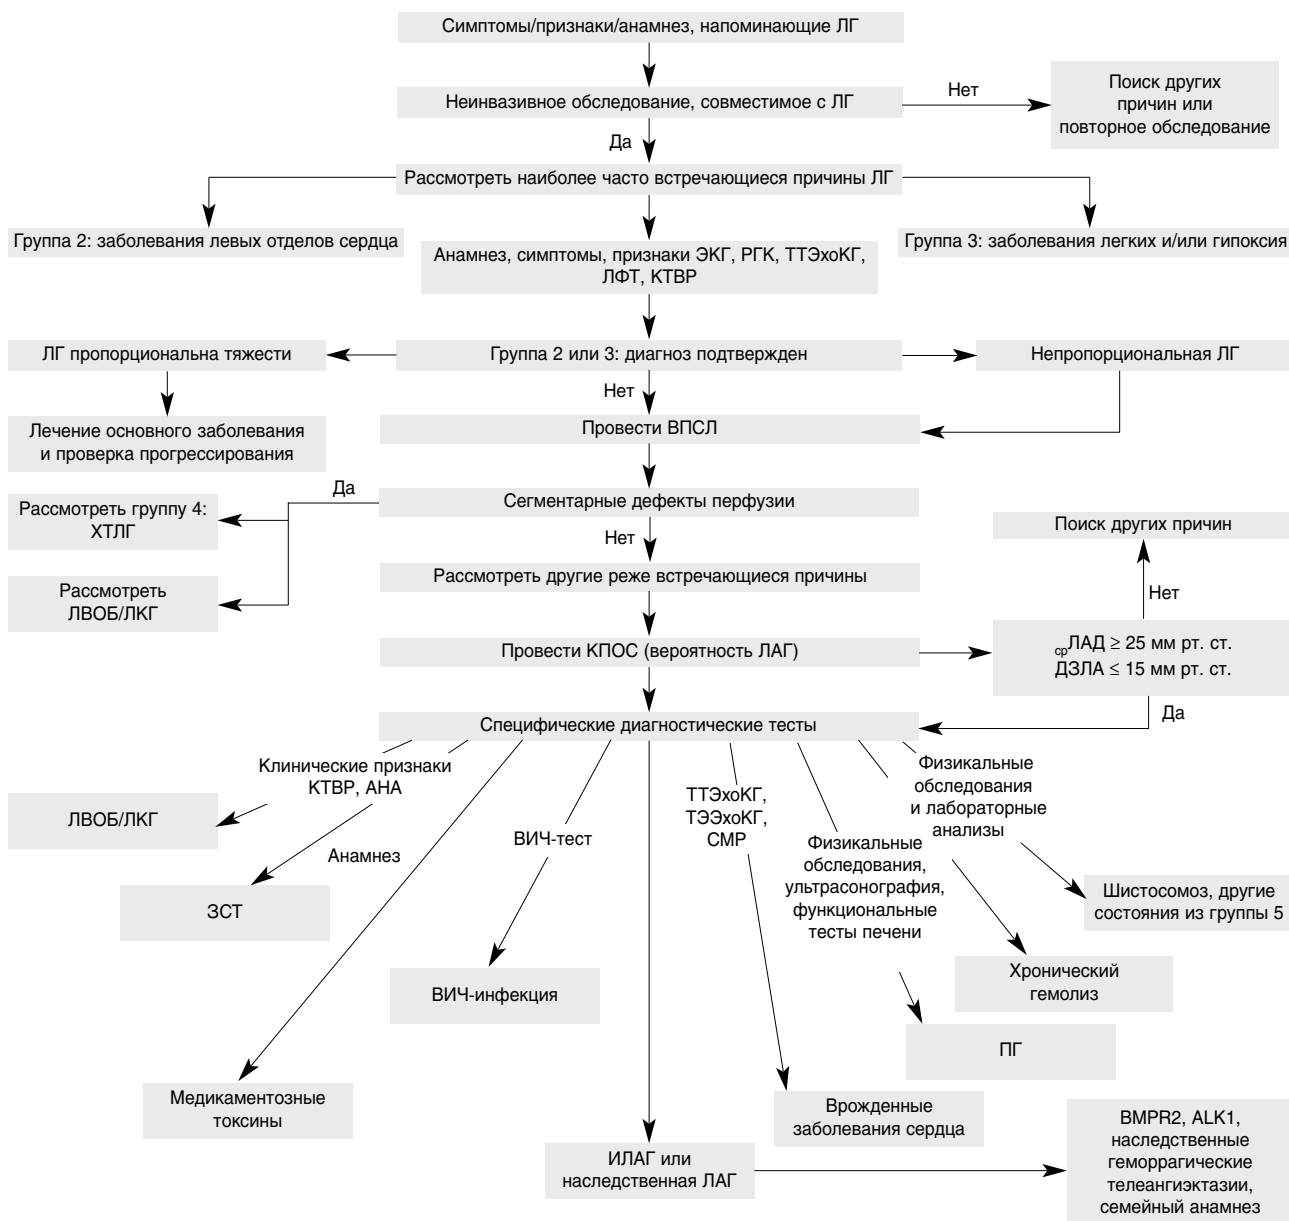 Симптомы/признаки/анамнез, напоминающие ЛГ
Неинвазивное обследование, совместимое с ЛГ
Нет
Поиск других
причин или
повторное обследование
Да
Рассмотреть наиболее часто встречающиеся причины ЛГ
Группа 2: заболевания левых отделов сердца
Группа 3: заболевания легких и/или гипоксия
Анамнез, симптомы, признаки ЭКГ, РГК, ТТЭхоКГ,
ЛФТ, КТВР
ЛГ пропорциональна тяжести
Группа 2 или 3: диагноз подтвержден
Непропорциональная ЛГ
Нет
Лечение основного заболевания
и проверка прогрессирования
Провести ВПСЛ
Да
Сегментарные дефекты перфузии
Рассмотреть группу 4:
ХТЛГ
Нет
Поиск других причин
Рассмотреть
ЛВОБ/ЛКГ
Рассмотреть другие реже встречающиеся причины
Нет
Провести КПОС (вероятность ЛАГ)
срЛАД ≥ 25 мм рт. ст.
ДЗЛА ≤ 15 мм рт. ст.
Да
Специфические диагностические тесты
Клинические признаки
КТВР, АНА
ЛВОБ/ЛКГ
Анамнез
ЗСТ
ВИЧ-тест
ТТЭхоКГ,
ТЭЭхоКГ,
СМР
Физикальные
обследования,
ультрасонография,
функциональные
тесты печени
Физикальные
обследования
и лабораторные
анализы
Шистосомоз, другие
состояния из группы 5
Хронический
гемолиз
ВИЧ-инфекция
ПГ
Медикаментозные
токсины
Врожденные
заболевания сердца
ИЛАГ или
наследственная ЛАГ
BMPR2, ALK1,
наследственные
геморрагические
телеангиэктазии,
семейный анамнез